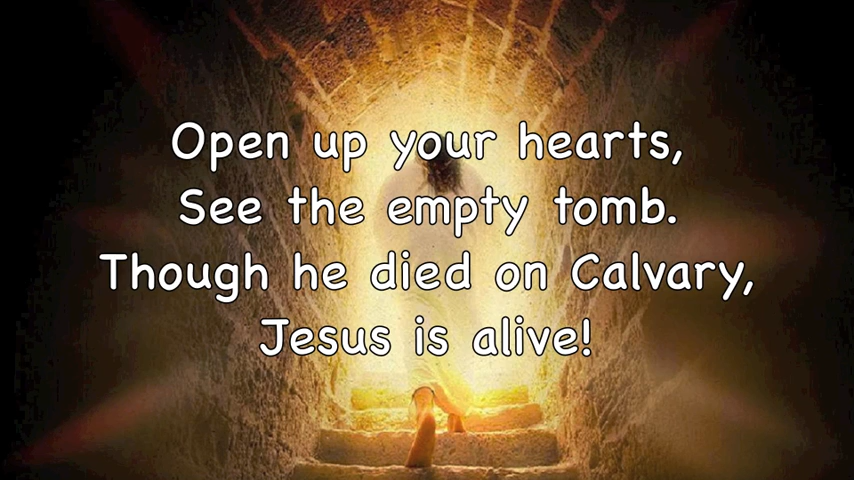 Open up your hearts,
See the empty tomb.
Though he died on Calvary,
Jesus is alive!